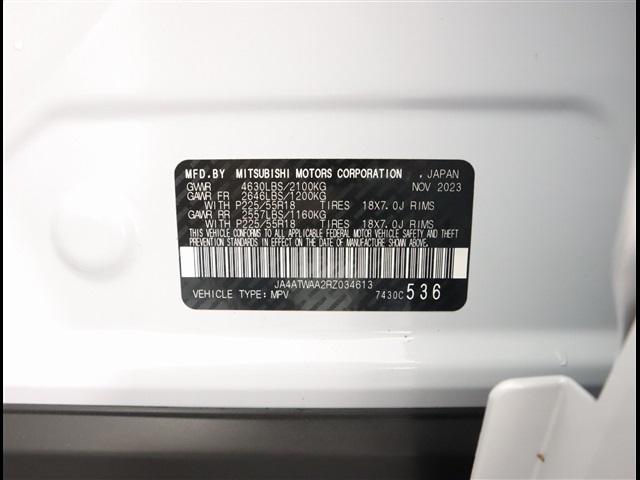 MFD.BY MITSUBISHI MOTORS CORPORATION . JAPAN
GVWR 4630LBS/2100KG NOV 2023
GAWR FR 2646LBS/1200KG
WITH P225/55R18 TIRES 18X7.0J RIMS
GAWR RR 2557LBS/1160KG
WITH P225/55R18 TIRES 18X7.0J RIMS
THIS VEHICLE CONFORMS TO ALL APPLICABLE FEDERAL MOTOR VEHICLE SAFETY AND THEFT
PREVENTION STANDARDS IN EFFECT ON THE DATE OF MANUFACTURE SHOWN ABOVE.
JA4ATWAA2RZ034613
VEHICLE TYPE: MPV 7430C 536